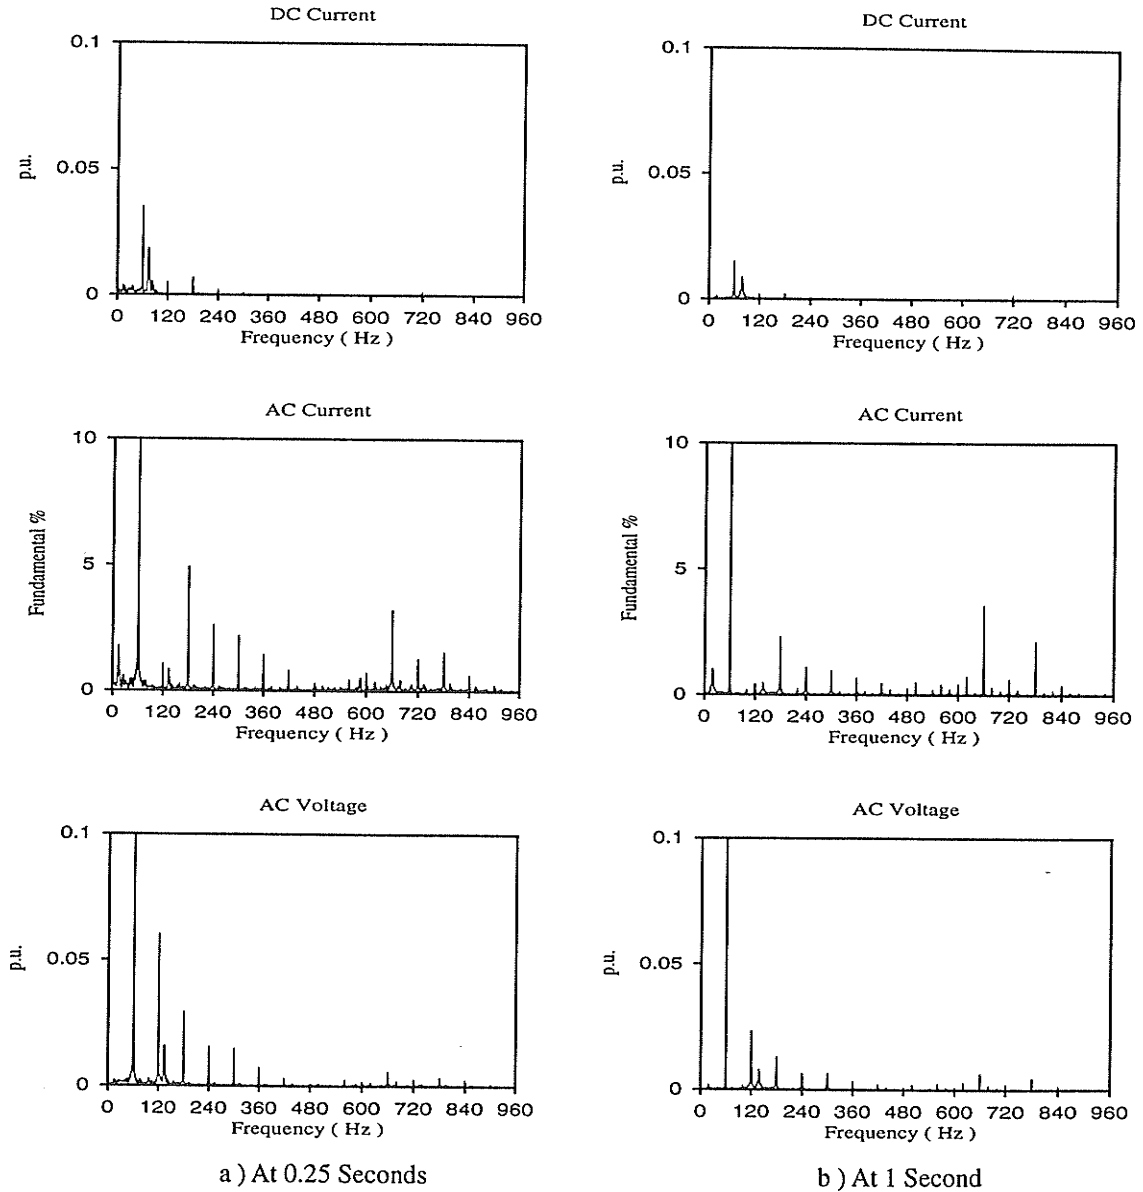 DC Current
0.1
p.u.
0.05
0
0 120 240 360 480 600 720 840 960
Frequency ( Hz )
DC Current
0.1
p.u.
0.05
0
0 120 240 360 480 600 720 840 960
Frequency ( Hz )
AC Current
10
Fundamental %
5
0
0 120 240 360 480 600 720 840 960
Frequency ( Hz )
AC Current
10
Fundamental %
5
0
0 120 240 360 480 600 720 840 960
Frequency ( Hz )
AC Voltage
0.1
p.u.
0.05
0
0 120 240 360 480 600 720 840 960
Frequency ( Hz )
AC Voltage
0.1
p.u.
0.05
0
0 120 240 360 480 600 720 840 960
Frequency ( Hz )
a ) At 0.25 Seconds
b ) At 1 Second